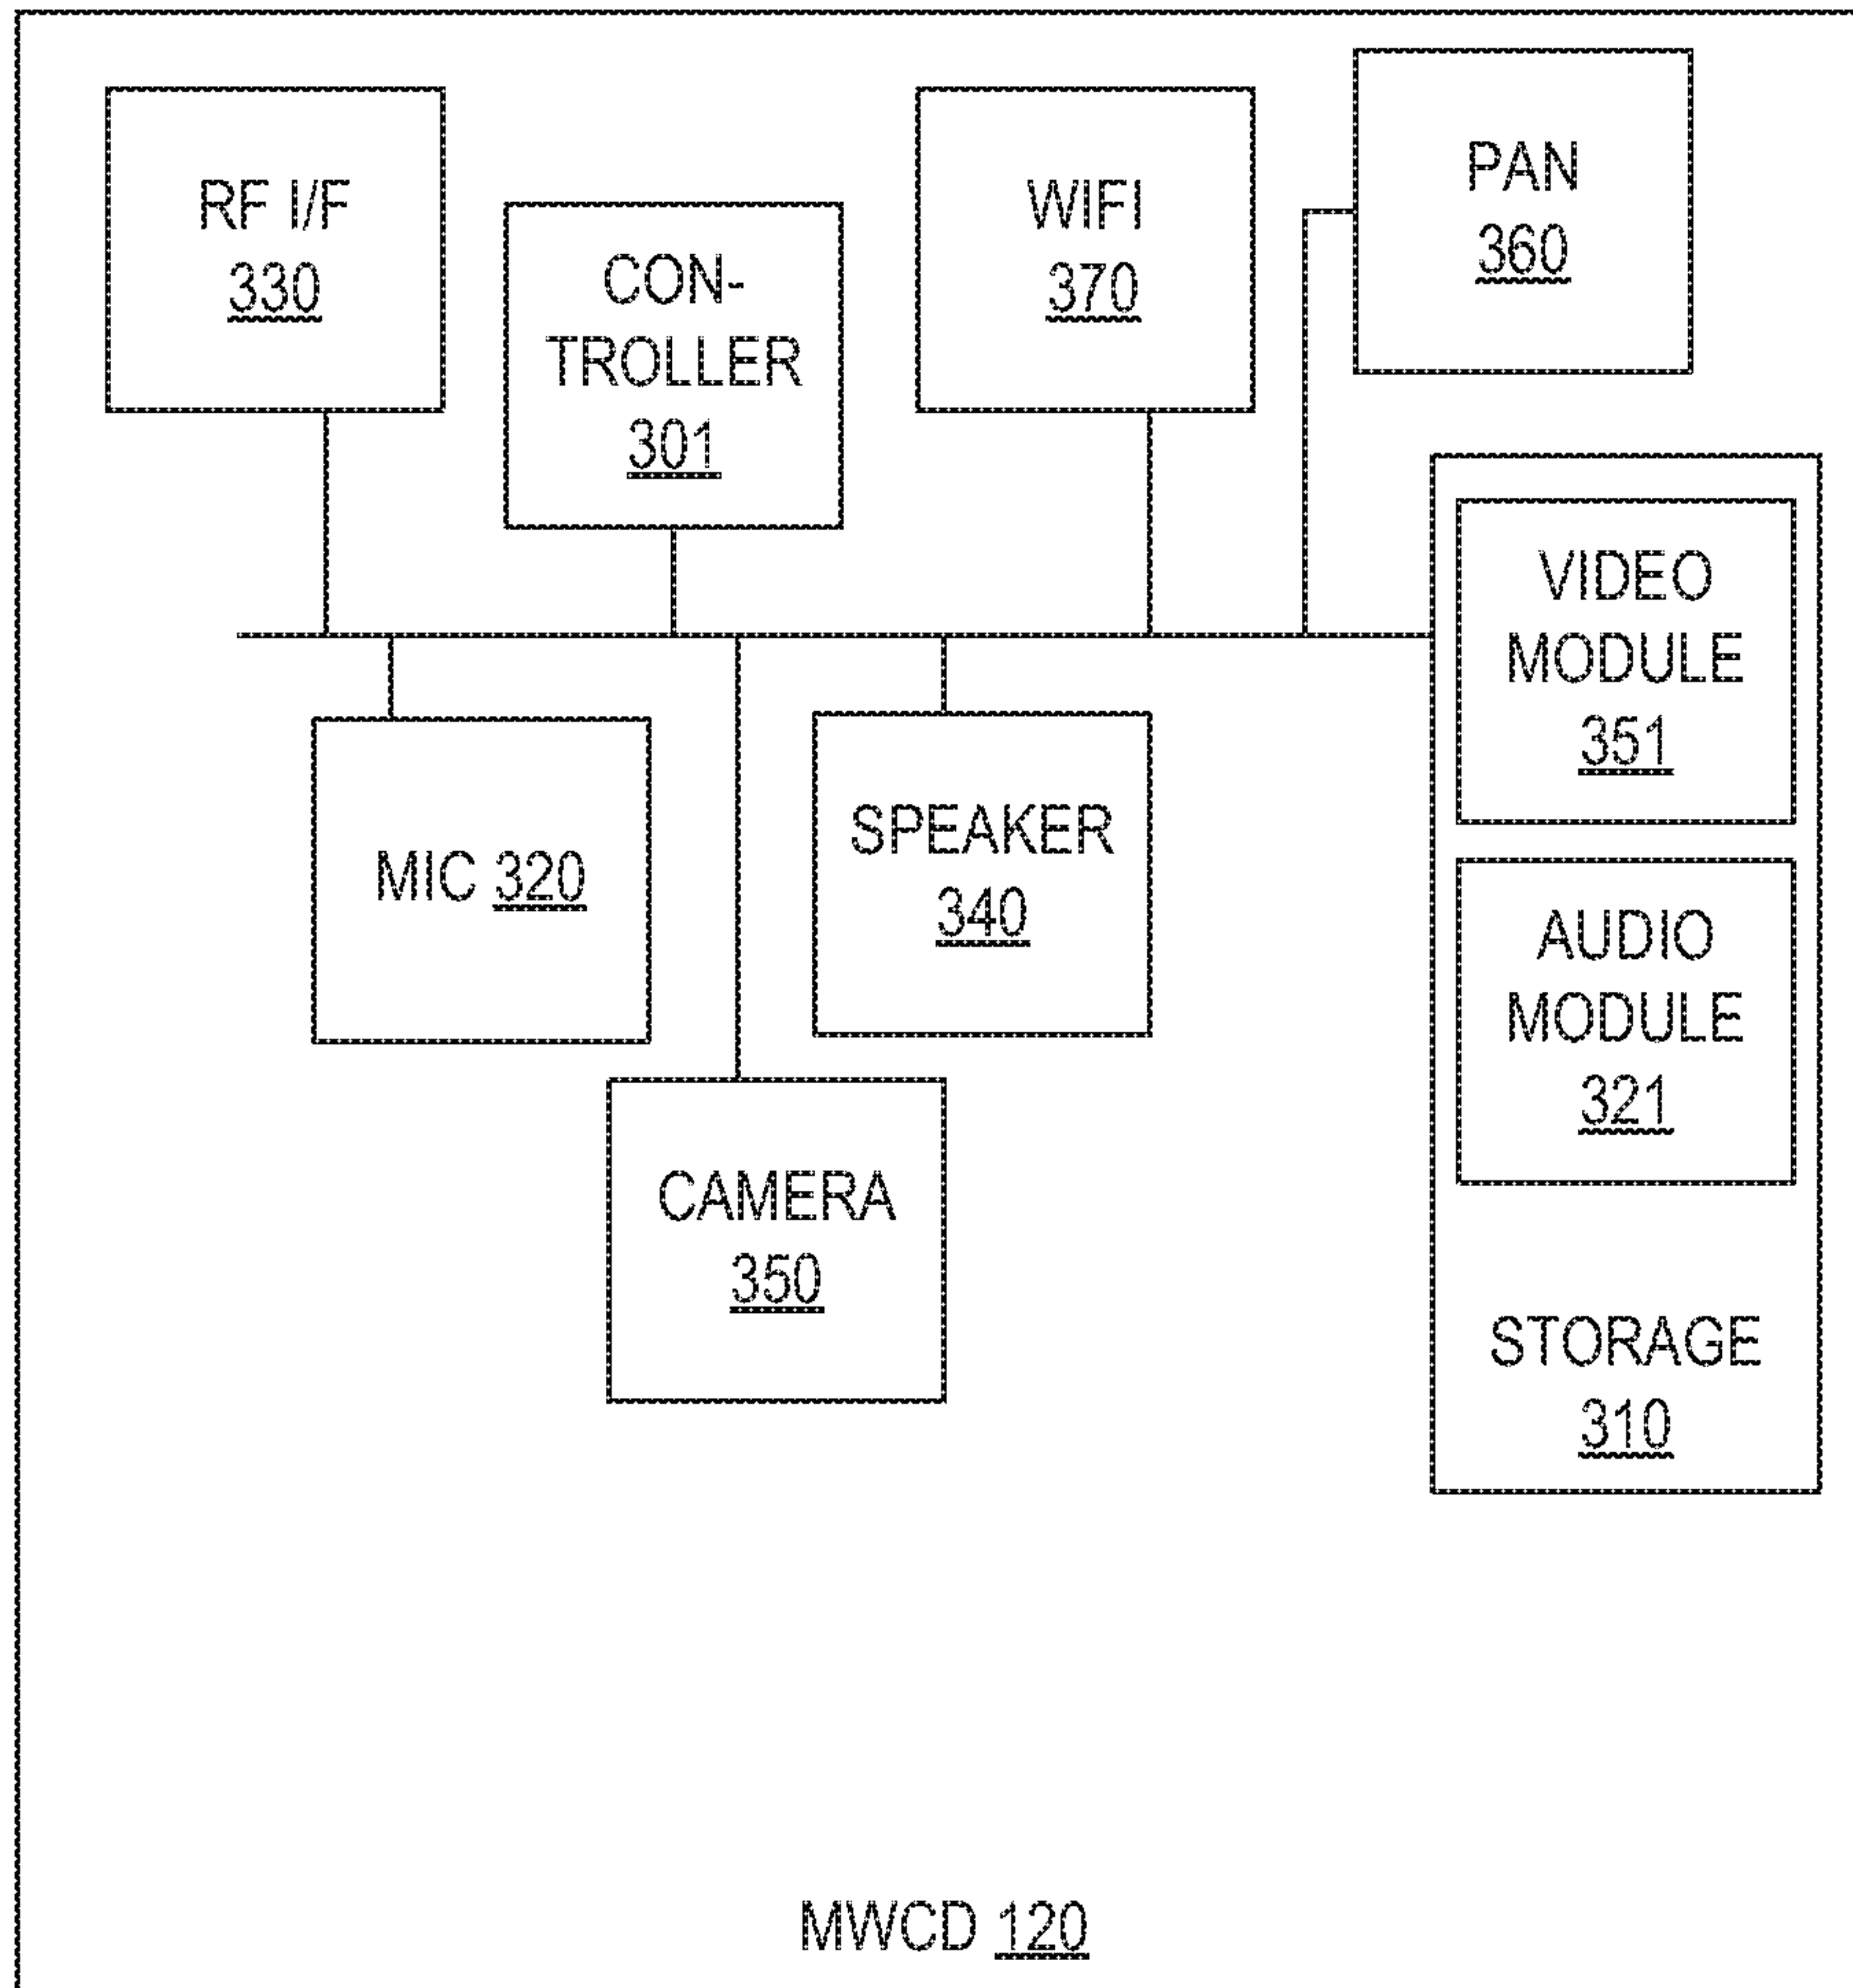 RF I/F
330
CON-
TROLLER
301
WIFI
370
PAN
360
VIDEO
MODULE
351
AUDIO
MODULE
321
STORAGE
310
MIC 320
SPEAKER
340
CAMERA
350
MWCD 120